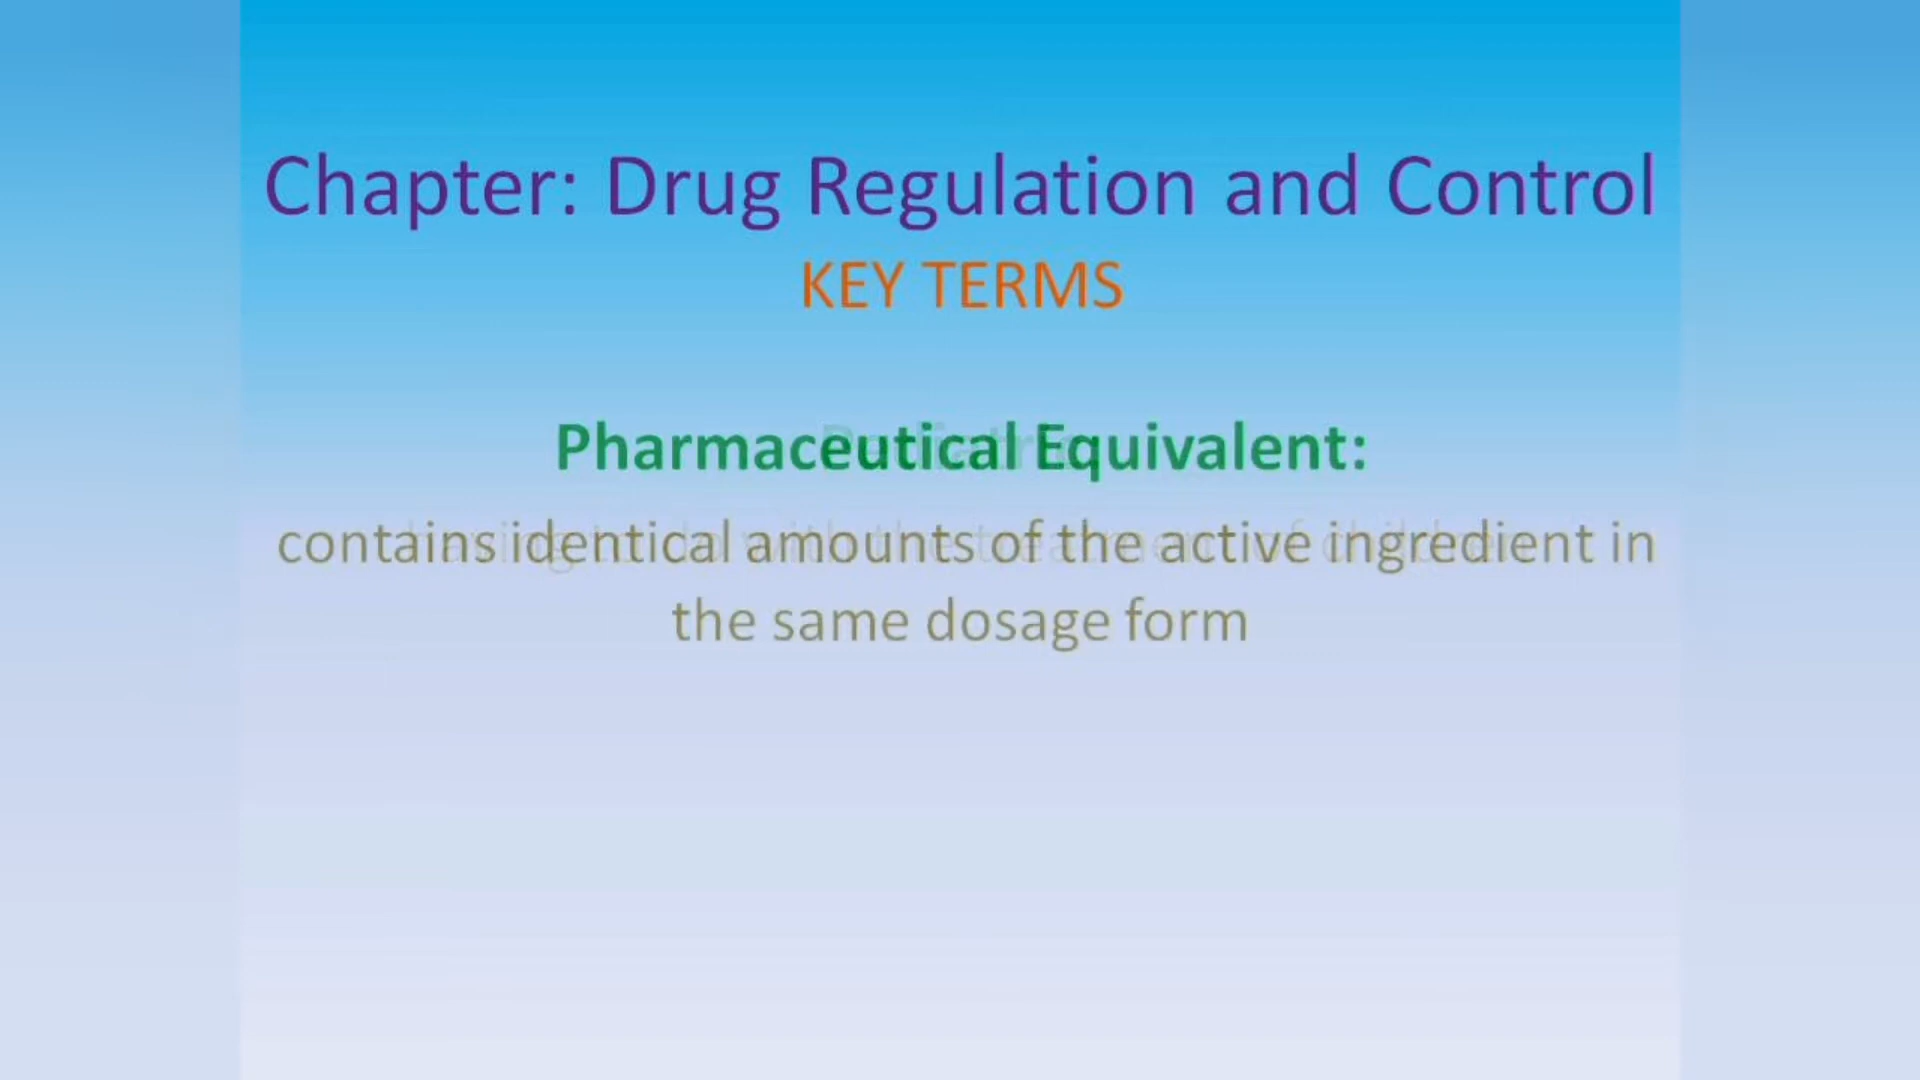 Chapter: Drug Regulation and Control
KEY TERMS
Pharmaceutical Equivalent:
contains identical amounts of the active ingredient in
the same dosage form